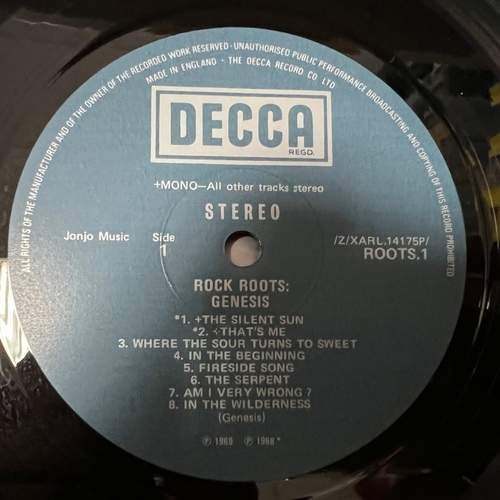 ALL RIGHTS OF THE MANUFACTURER AND OF THE OWNER OF THE RECORDED WORK RESERVED · UNAUTHORISED PUBLIC PERFORMANCE BROADCASTING AND COPYING OF THIS RECORD PROHIBITED
MADE IN ENGLAND · THE DECCA RECORD CO LTD
DECCA
REGD.
+MONO—All other tracks stereo
STEREO
Jonjo Music
Side
1
/Z/XARL.14175P/
ROOTS.1
ROCK ROOTS:
GENESIS
*1. +THE SILENT SUN
*2. +THAT'S ME
3. WHERE THE SOUR TURNS TO SWEET
4. IN THE BEGINNING
5. FIRESIDE SONG
6. THE SERPENT
7. AM I VERY WRONG?
8. IN THE WILDERNESS
(Genesis)
Ⓟ 1969 Ⓟ 1968 *